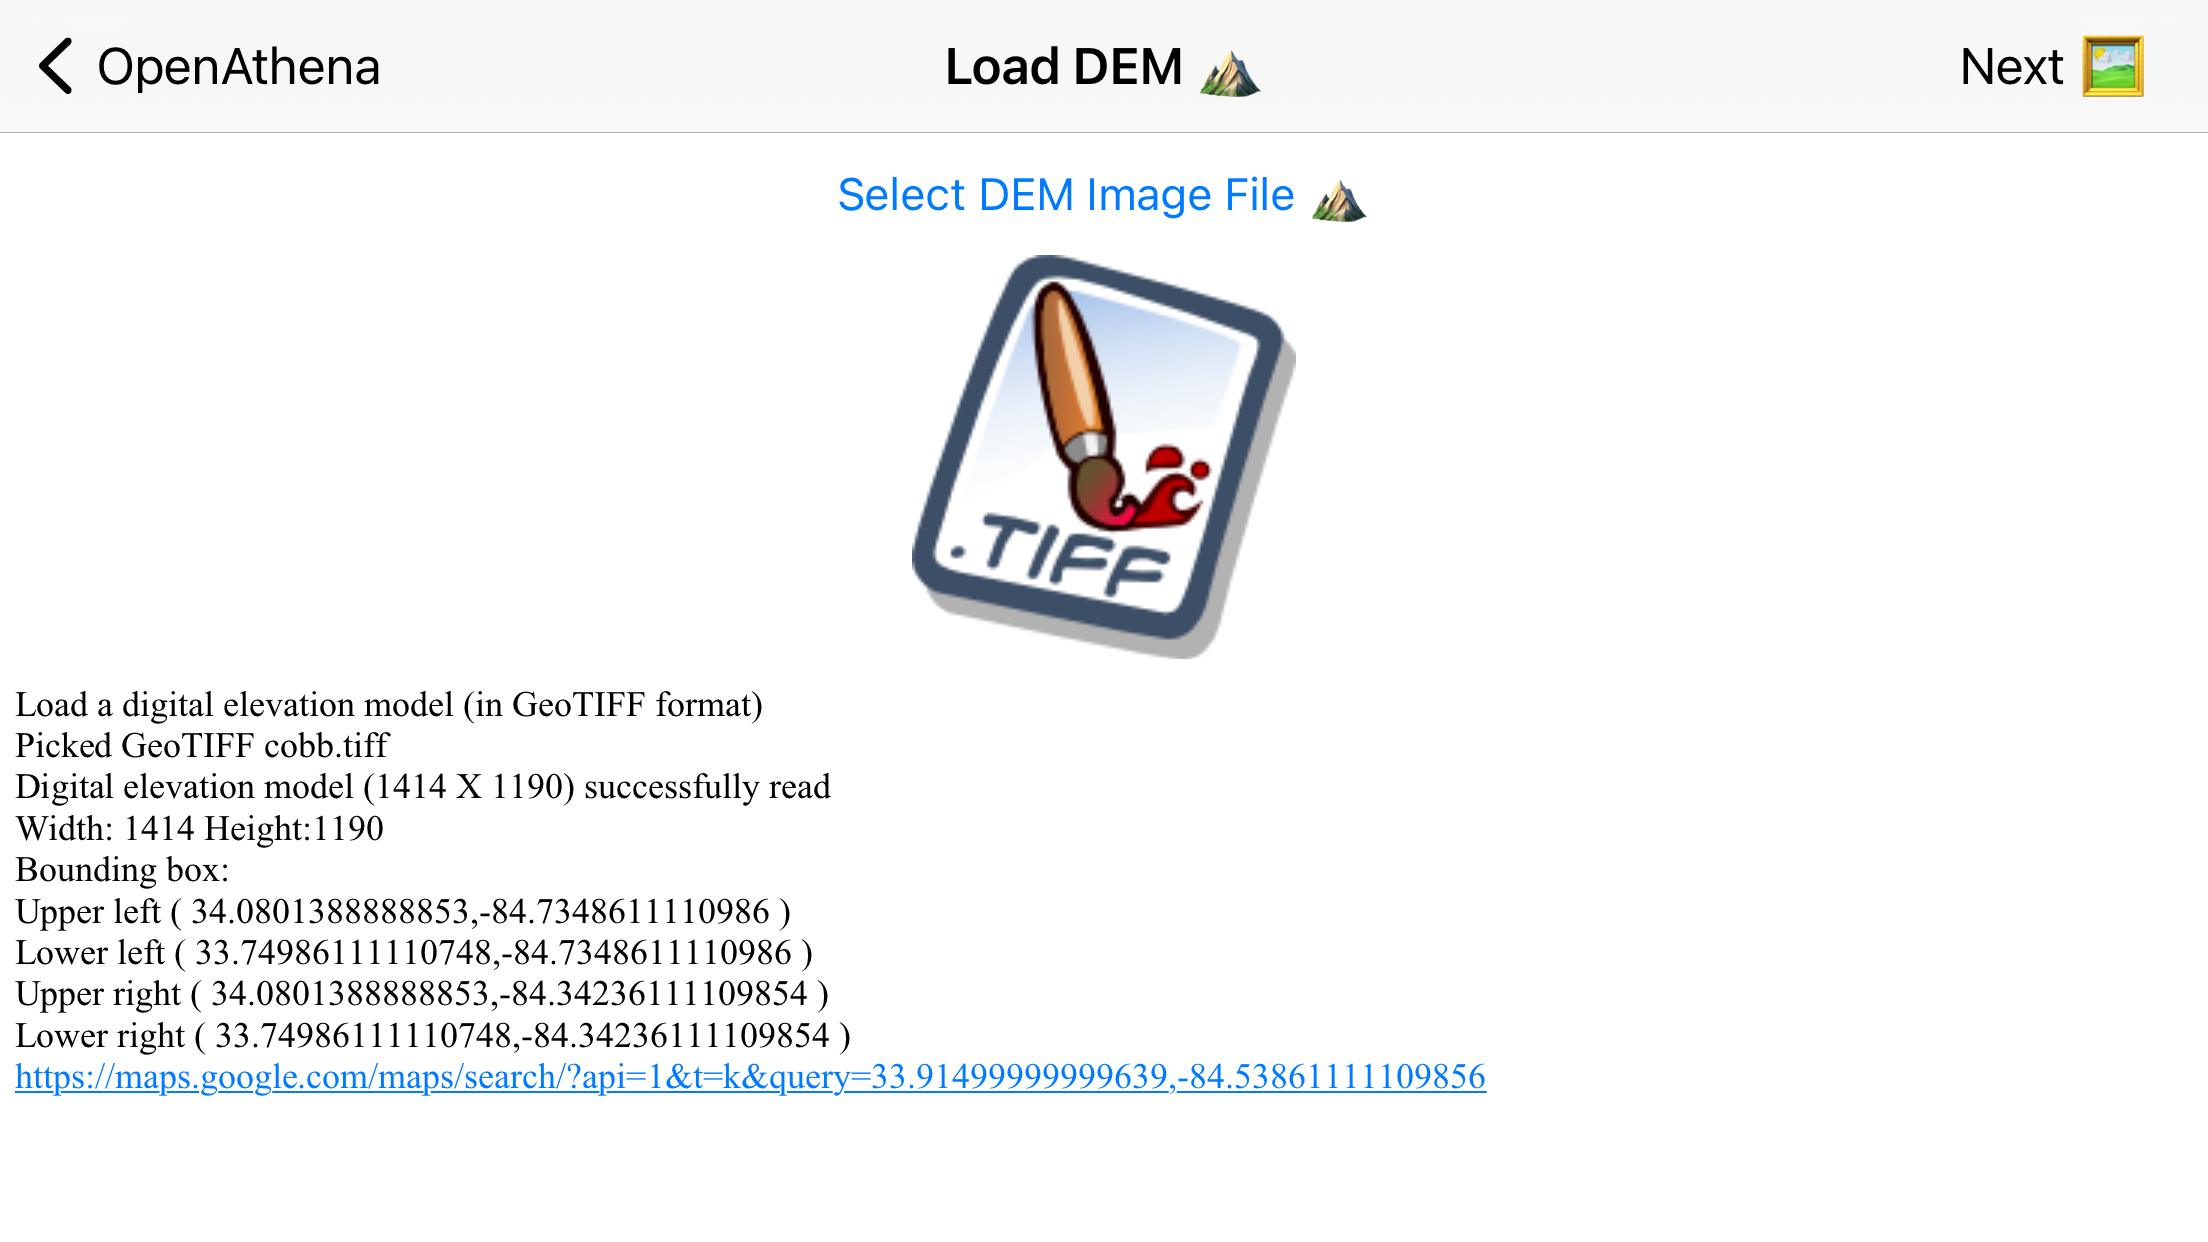 OpenAthena
Load DEM
Next
Select DEM Image File
.TIFF
Load a digital elevation model (in GeoTIFF format)
Picked GeoTIFF cobb.tiff
Digital elevation model (1414 X 1190) successfully read
Width: 1414 Height:1190
Bounding box:
Upper left ( 34.0801388888853,-84.7348611110986 )
Lower left ( 33.74986111110748,-84.7348611110986 )
Upper right ( 34.0801388888853,-84.34236111109854 )
Lower right ( 33.74986111110748,-84.34236111109854 )
https://maps.google.com/maps/search/?api=1&t=k&query=33.91499999999639,-84.53861111109856